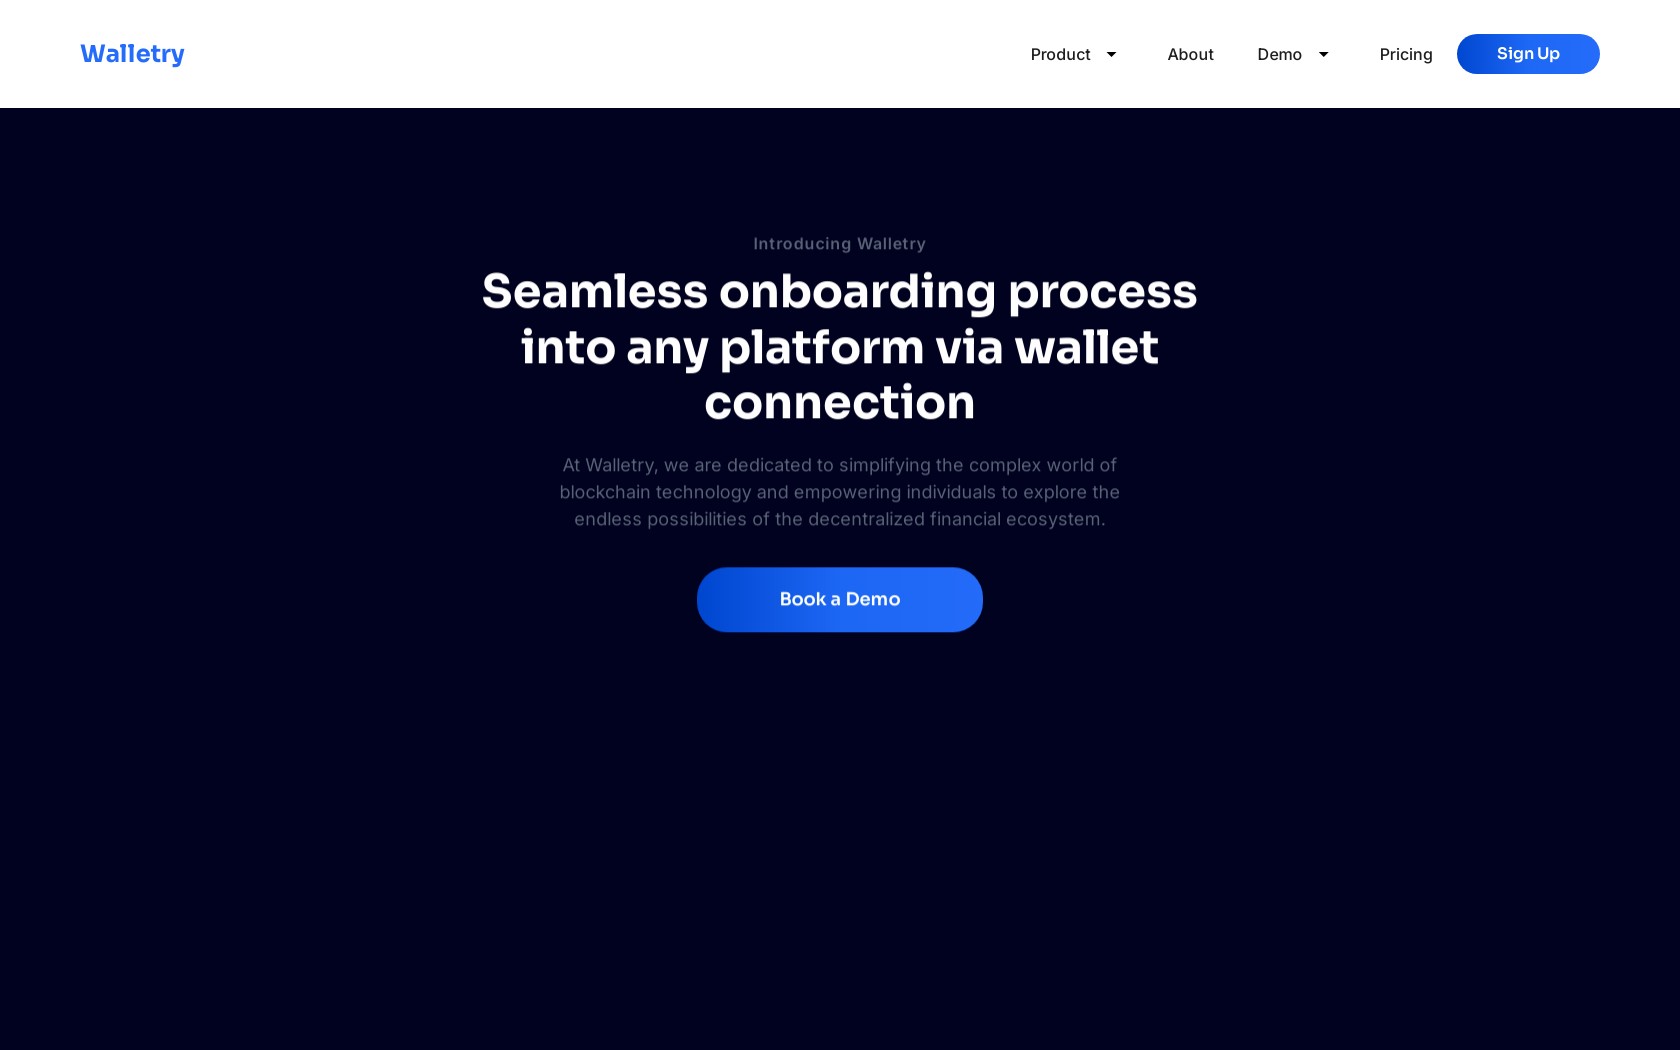 Walletry
Product
About
Demo
Pricing
Sign Up
Introducing Walletry
Seamless onboarding process
into any platform via wallet
connection
At Walletry, we are dedicated to simplifying the complex world of
blockchain technology and empowering individuals to explore the
endless possibilities of the decentralized financial ecosystem.
Book a Demo